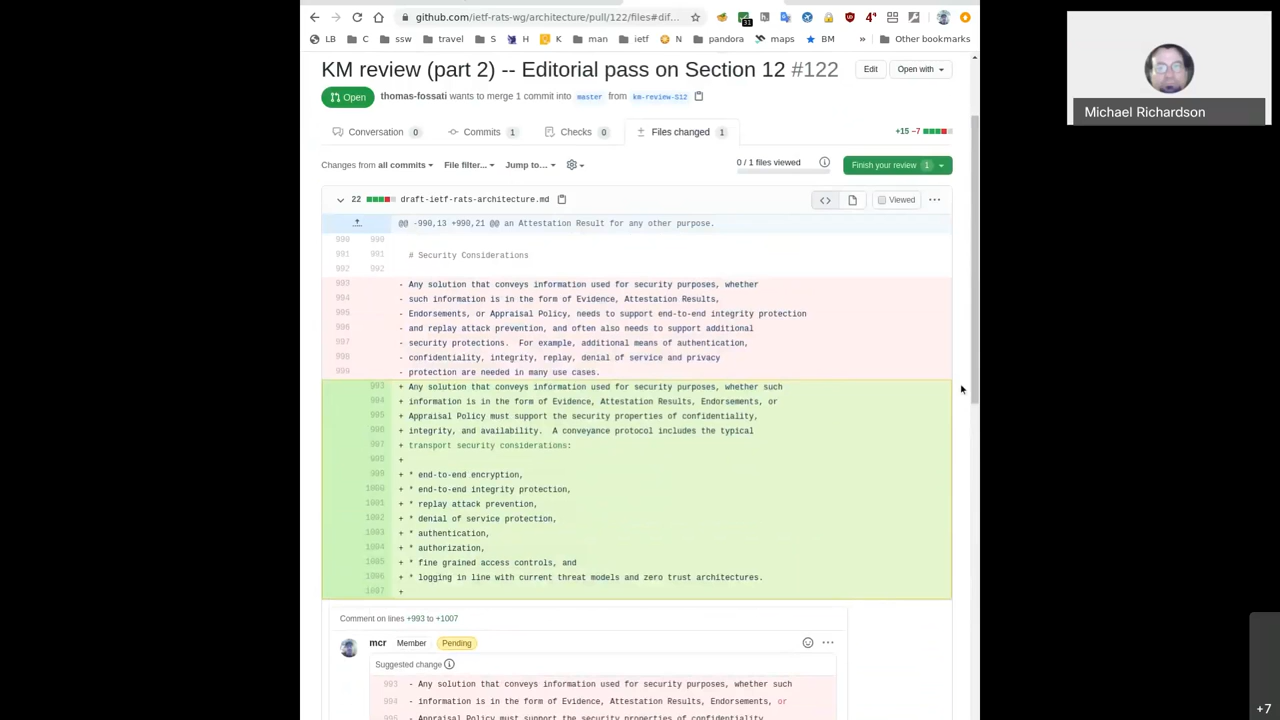 github.com/ietf-rats-wg/architecture/pull/122/files#dif...
31
4⁺
LB
C
ssw
travel
S
H
K
man
ietf
N
pandora
maps
BM
»
Other bookmarks
KM review (part 2) -- Editorial pass on Section 12 #122
Edit
Open with
Open
thomas-fossati wants to merge 1 commit into master from km-review-S12
Conversation 0
Commits 1
Checks 0
Files changed 1
+15 −7
Changes from all commits
File filter...
Jump to...
0 / 1 files viewed
Finish your review 1
22 draft-ietf-rats-architecture.md
Viewed
@@ -990,13 +990,21 @@ an Attestation Result for any other purpose.
990 990
991 991 # Security Considerations
992 992
993 - Any solution that conveys information used for security purposes, whether
994 - such information is in the form of Evidence, Attestation Results,
995 - Endorsements, or Appraisal Policy, needs to support end-to-end integrity protection
996 - and replay attack prevention, and often also needs to support additional
997 - security protections.  For example, additional means of authentication,
998 - confidentiality, integrity, replay, denial of service and privacy
999 - protection are needed in many use cases.
993 + Any solution that conveys information used for security purposes, whether such
994 + information is in the form of Evidence, Attestation Results, Endorsements, or
995 + Appraisal Policy must support the security properties of confidentiality,
996 + integrity, and availability.  A conveyance protocol includes the typical
997 + transport security considerations:
998 +
999 + * end-to-end encryption,
1000 + * end-to-end integrity protection,
1001 + * replay attack prevention,
1002 + * denial of service protection,
1003 + * authentication,
1004 + * authorization,
1005 + * fine grained access controls, and
1006 + * logging in line with current threat models and zero trust architectures.
1007 +
Comment on lines +993 to +1007
mcr Member Pending
Suggested change
993 - Any solution that conveys information used for security purposes, whether such
994 - information is in the form of Evidence, Attestation Results, Endorsements, or
995 - Appraisal Policy must support the security properties of confidentiality,
Michael Richardson
+7